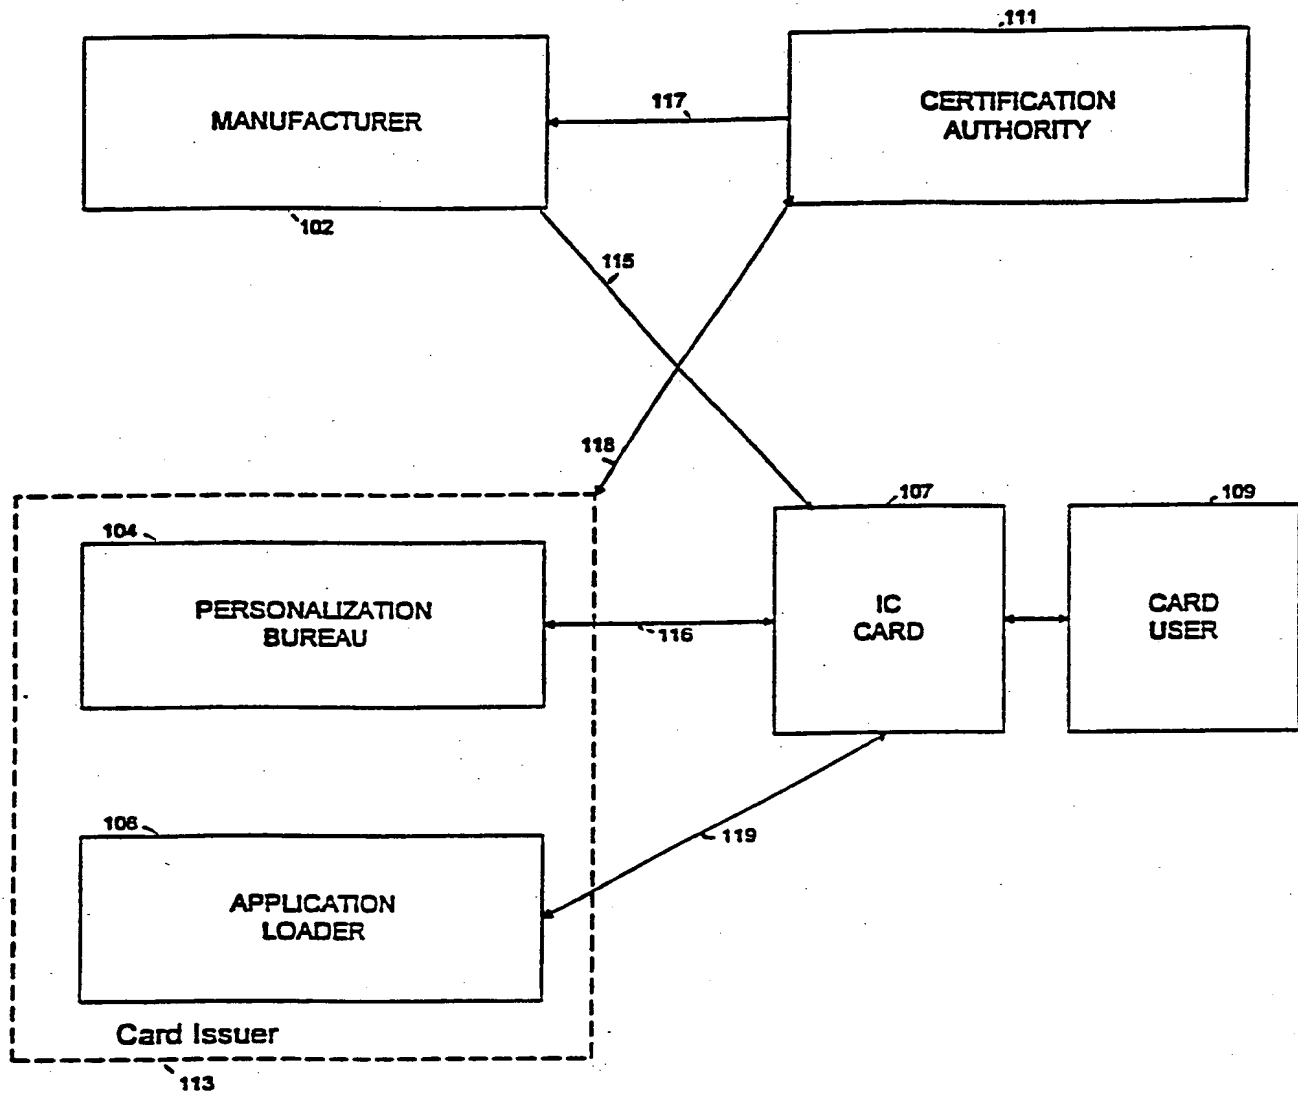 111
MANUFACTURER
117
CERTIFICATION
AUTHORITY
102
115
118
107
109
104
PERSONALIZATION
BUREAU
116
IC
CARD
CARD
USER
106
119
APPLICATION
LOADER
Card Issuer
113